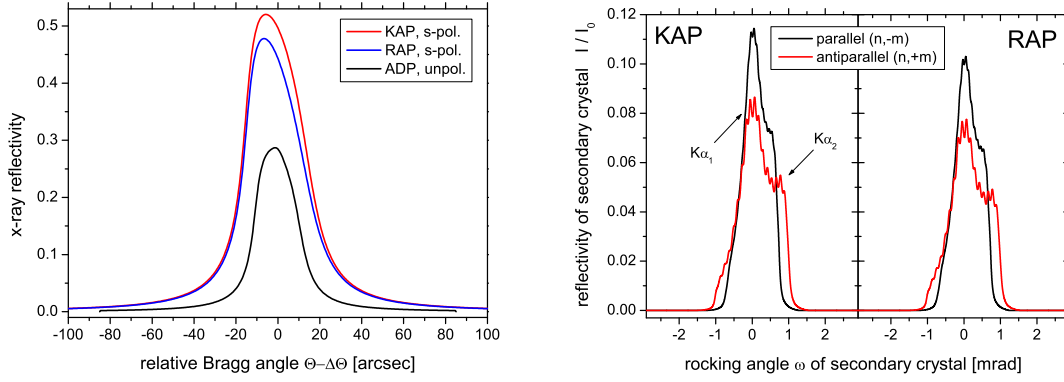 KAP, s-pol.
RAP, s-pol.
ADP, unpol.
x-ray reflectivity
0.5
0.4
0.3
0.2
0.1
0.0
-100 -80 -60 -40 -20 0 20 40 60 80 100
relative Bragg angle Θ−ΔΘ [arcsec]
KAP
RAP
parallel (n,-m)
antiparallel (n,+m)
Kα₁
Kα₂
reflectivity of secondary crystal I / I₀
0.12
0.10
0.08
0.06
0.04
0.02
0.00
-2 -1 0 1 2 -2 -1 0 1 2
rocking angle ω of secondary crystal [mrad]